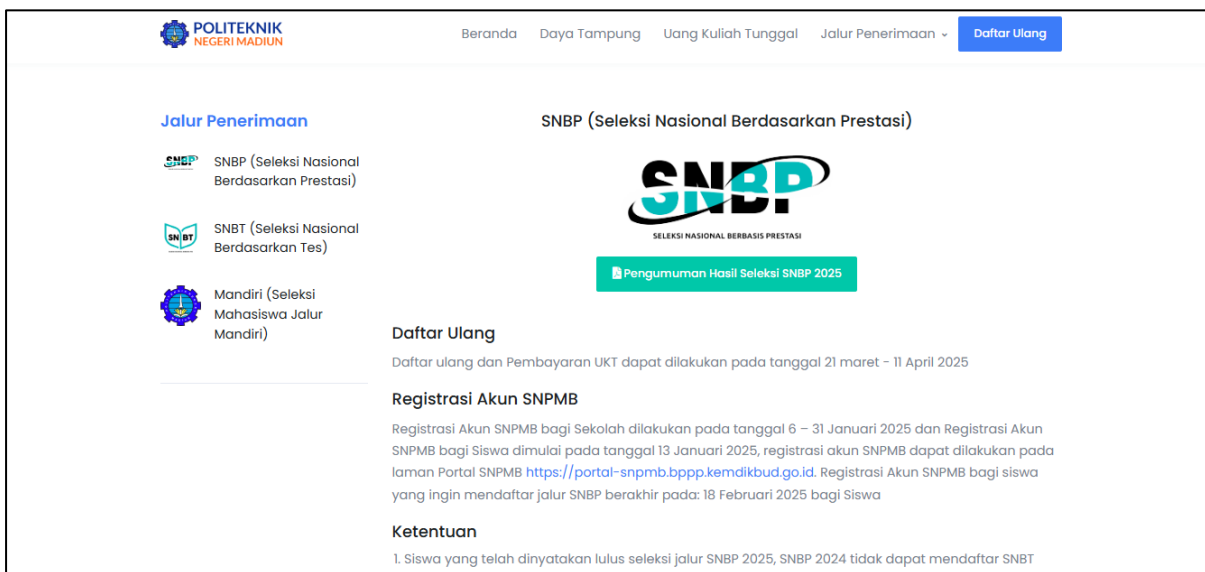 POLITEKNIK
NEGERI MADIUN
Beranda Daya Tampung Uang Kuliah Tunggal Jalur Penerimaan Daftar Ulang
Jalur Penerimaan
SNBP
SNBP (Seleksi Nasional
Berdasarkan Prestasi)
SNBT
SNBT (Seleksi Nasional
Berdasarkan Tes)
Mandiri (Seleksi
Mahasiswa Jalur
Mandiri)
SNBP (Seleksi Nasional Berdasarkan Prestasi)
SNBP
SELEKSI NASIONAL BERBASIS PRESTASI
Pengumuman Hasil Seleksi SNBP 2025
Daftar Ulang
Daftar ulang dan Pembayaran UKT dapat dilakukan pada tanggal 21 maret - 11 April 2025
Registrasi Akun SNPMB
Registrasi Akun SNPMB bagi Sekolah dilakukan pada tanggal 6 – 31 Januari 2025 dan Registrasi Akun
SNPMB bagi Siswa dimulai pada tanggal 13 Januari 2025, registrasi akun SNPMB dapat dilakukan pada
laman Portal SNPMB https://portal-snpmb.bppp.kemdikbud.go.id. Registrasi Akun SNPMB bagi siswa
yang ingin mendaftar jalur SNBP berakhir pada: 18 Februari 2025 bagi Siswa
Ketentuan
1. Siswa yang telah dinyatakan lulus seleksi jalur SNBP 2025, SNBP 2024 tidak dapat mendaftar SNBT